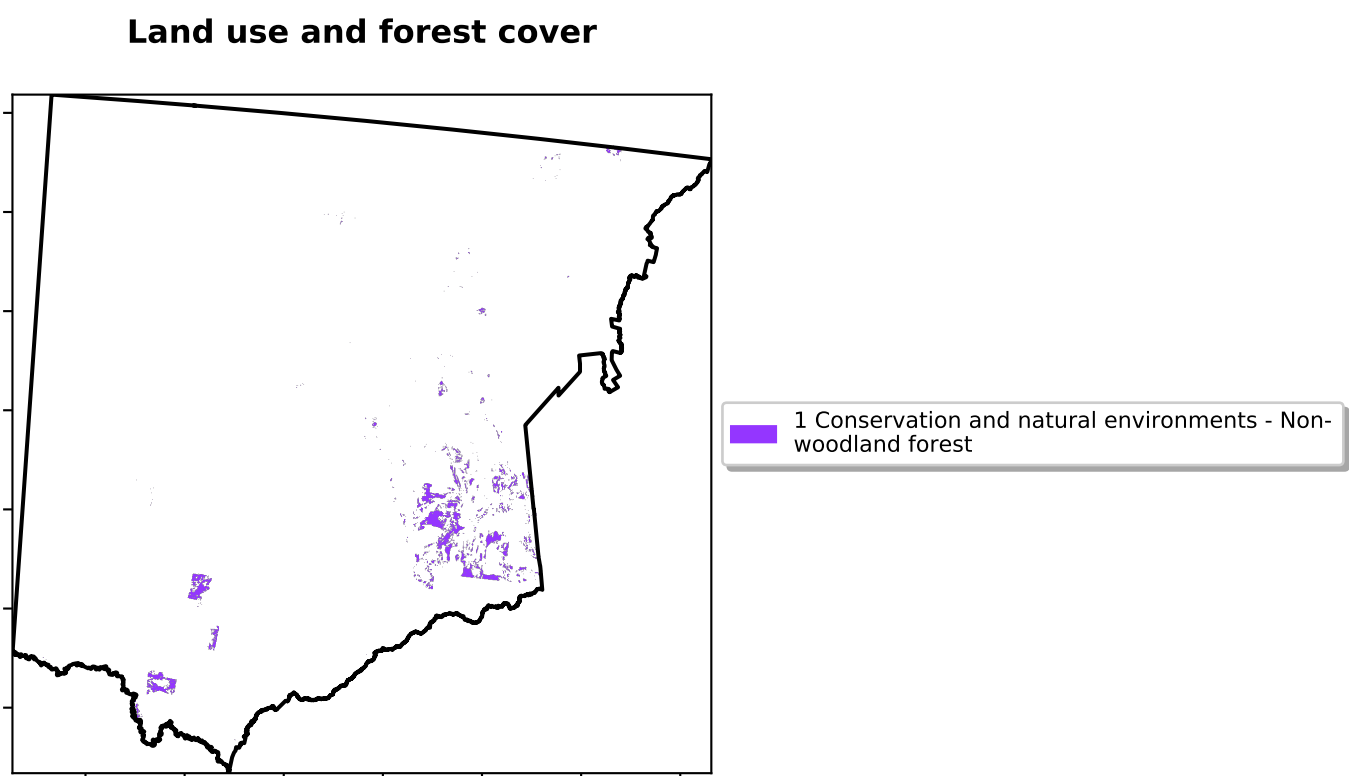 Land use and forest cover
1 Conservation and natural environments - Non-
woodland forest